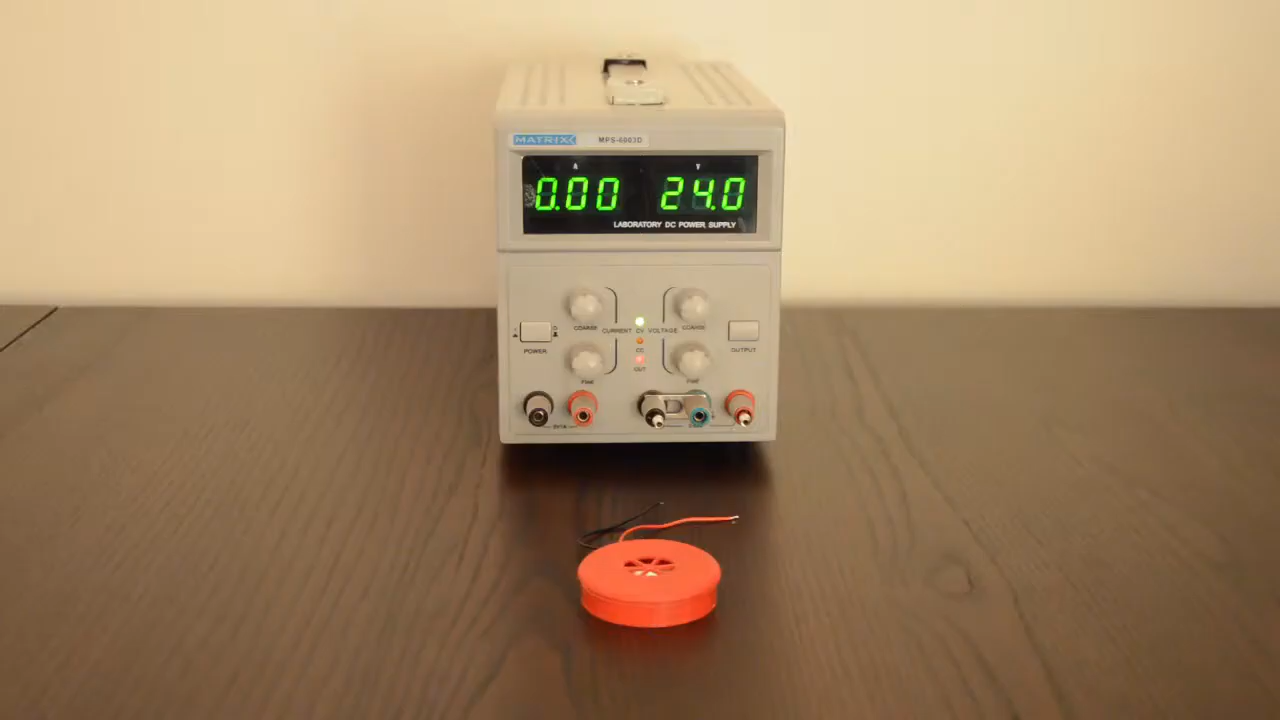 MATRIX MPS-6003D
A V
0.00 24.0
LABORATORY DC POWER SUPPLY
COARSE CURRENT CV VOLTAGE COARSE
POWER CC OUTPUT
OUT
FINE FINE